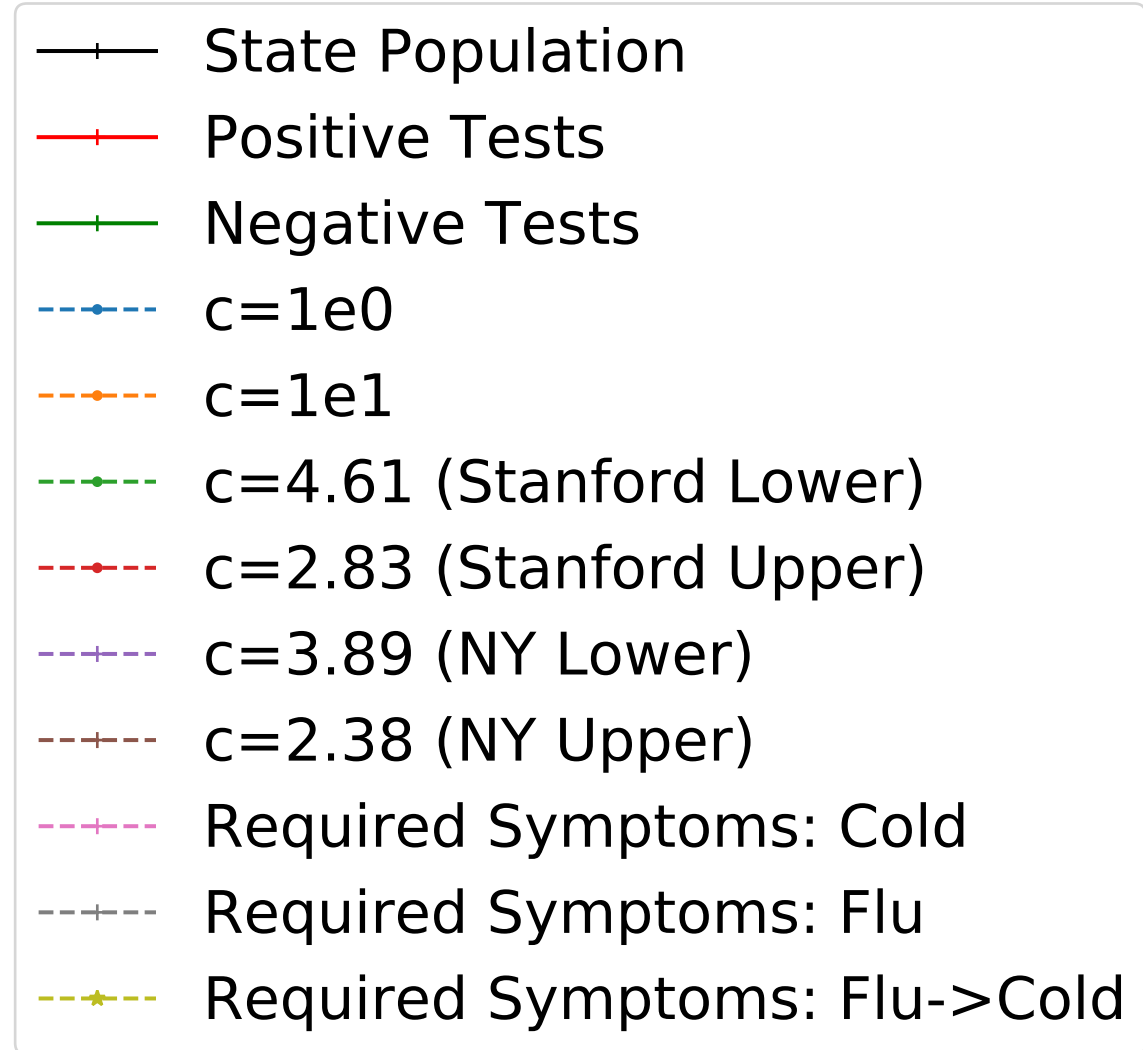 State Population
Positive Tests
Negative Tests
c=1e0
c=1e1
c=4.61 (Stanford Lower)
c=2.83 (Stanford Upper)
c=3.89 (NY Lower)
c=2.38 (NY Upper)
Required Symptoms: Cold
Required Symptoms: Flu
Required Symptoms: Flu->Cold